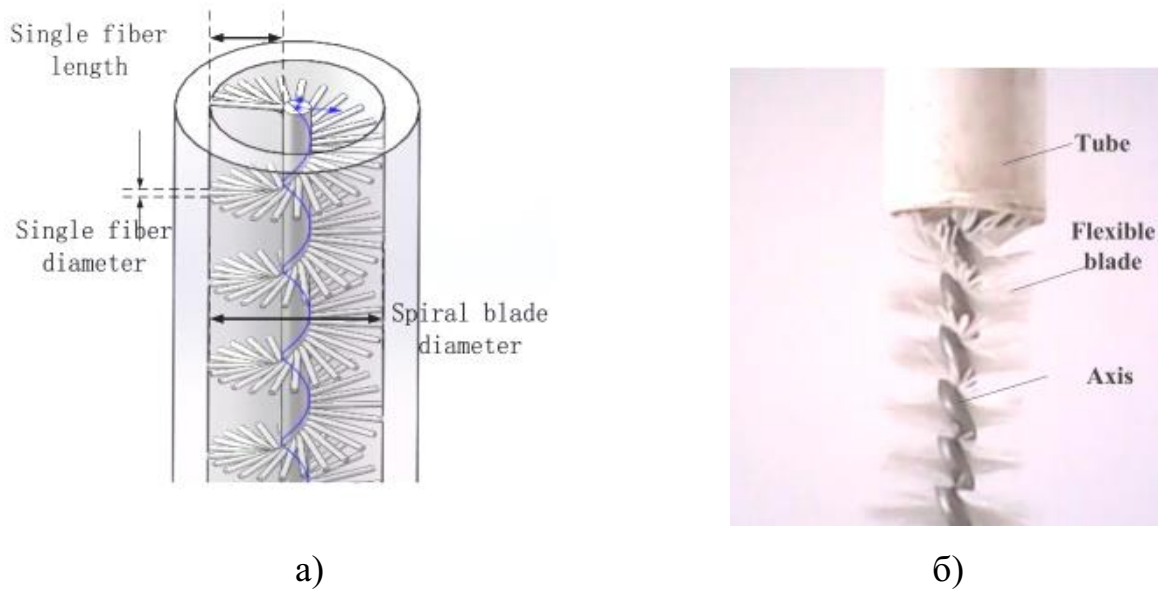 Single fiber
length
Single fiber
diameter
Spiral blade
diameter
Tube
Flexible
blade
Axis
а)
б)